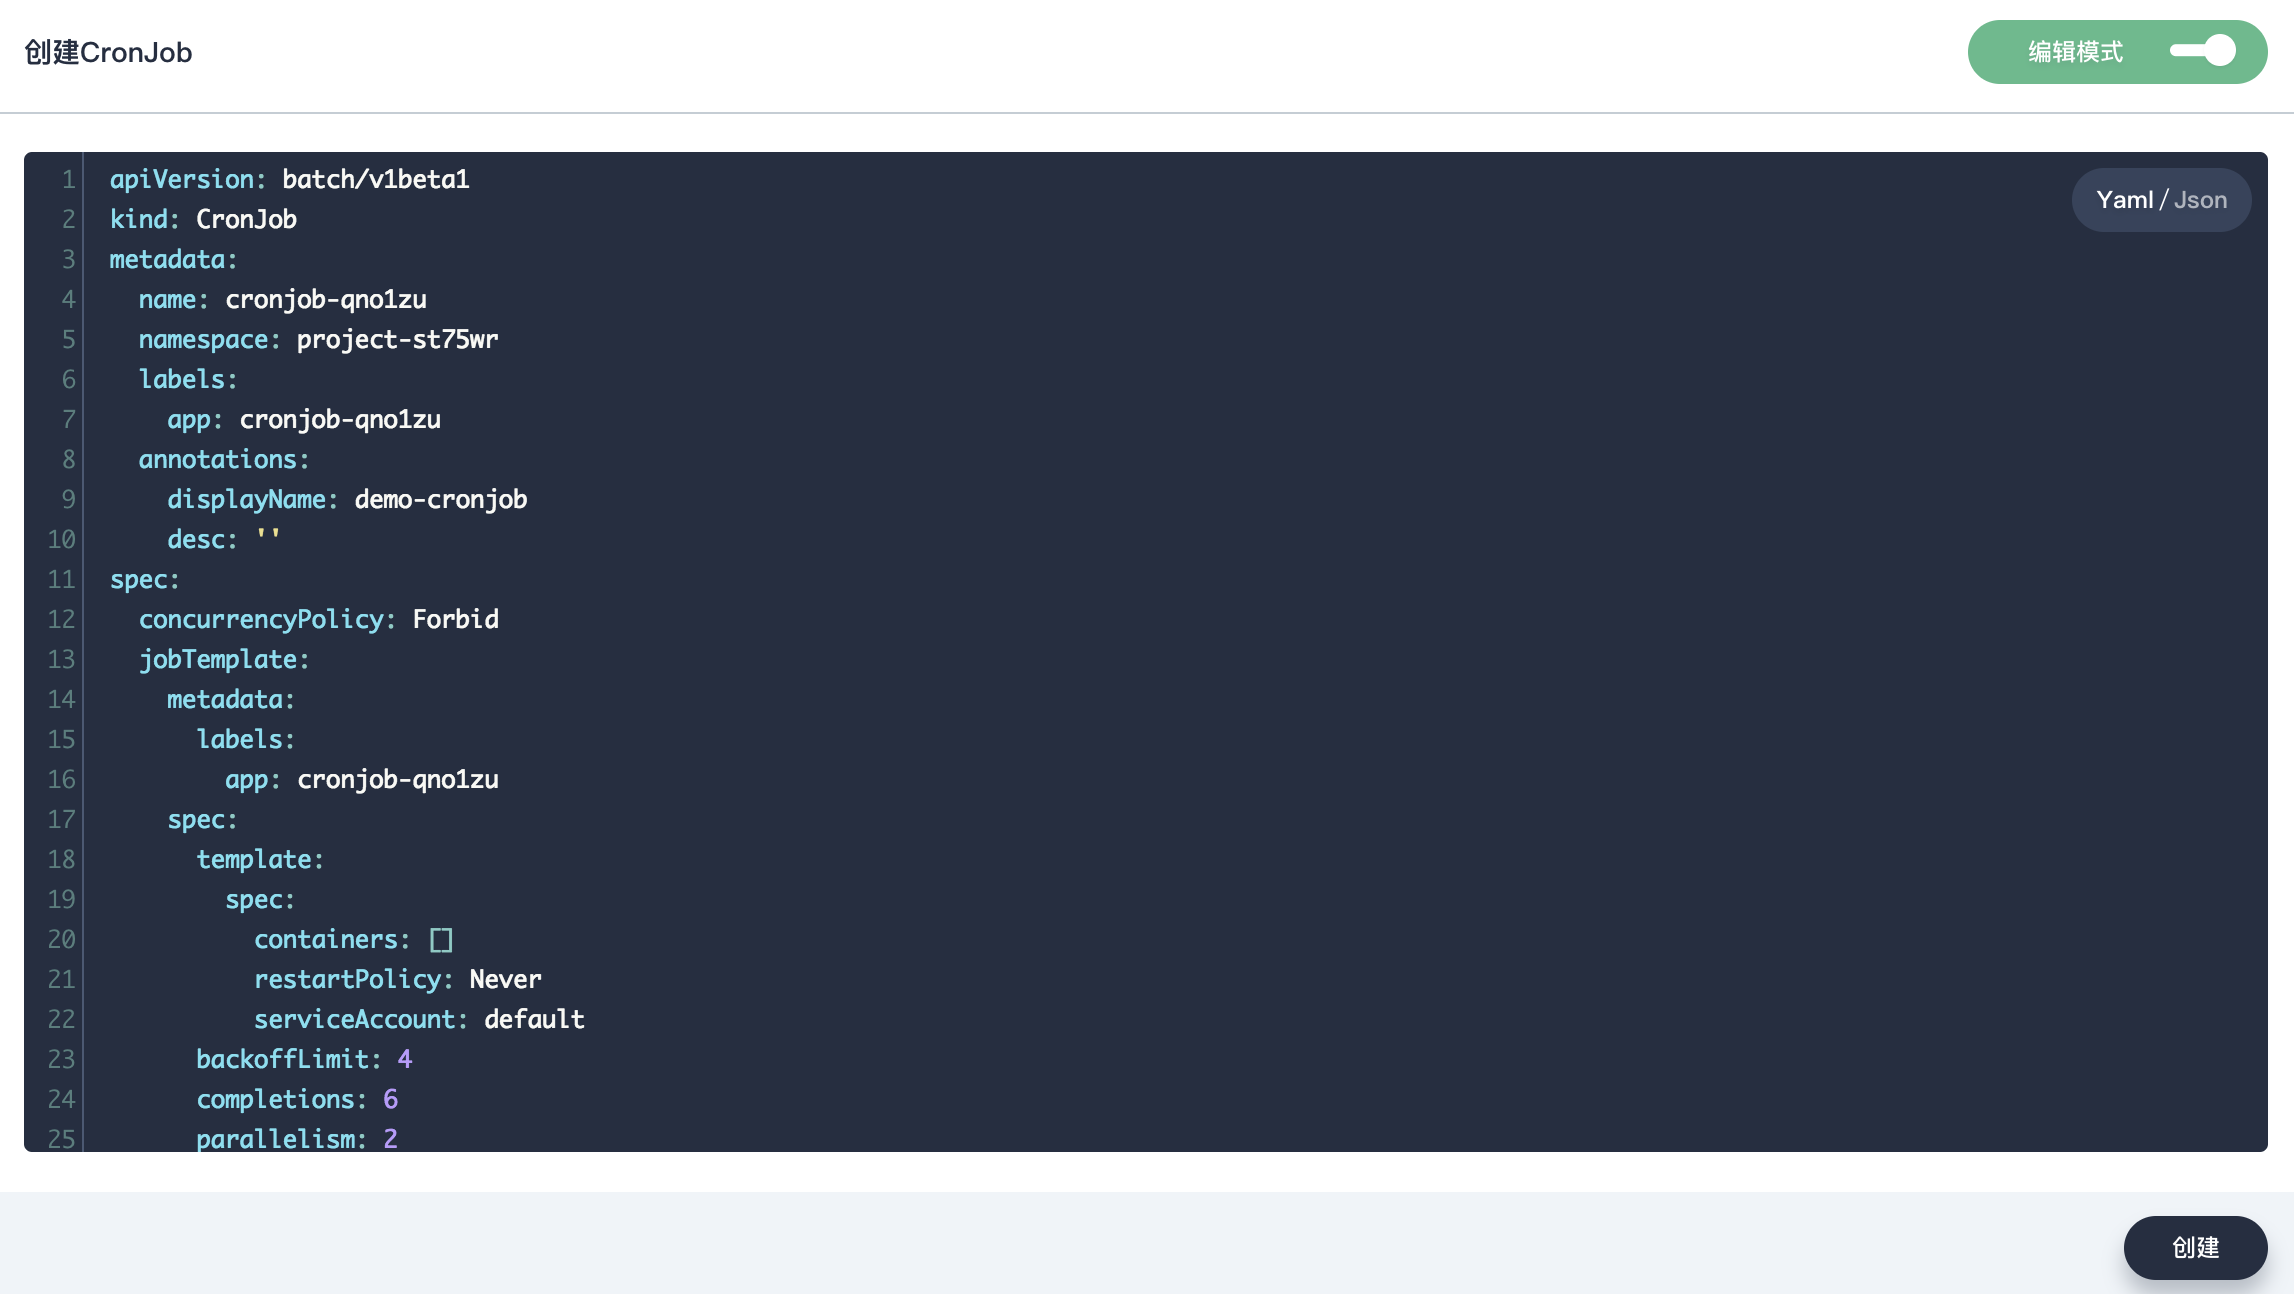 创建CronJob
编辑模式
Yaml / Json
1 apiVersion: batch/v1beta1
2 kind: CronJob
3 metadata:
4   name: cronjob-qno1zu
5   namespace: project-st75wr
6   labels:
7     app: cronjob-qno1zu
8   annotations:
9     displayName: demo-cronjob
10     desc: ''
11 spec:
12   concurrencyPolicy: Forbid
13   jobTemplate:
14     metadata:
15       labels:
16         app: cronjob-qno1zu
17     spec:
18       template:
19         spec:
20           containers: []
21           restartPolicy: Never
22           serviceAccount: default
23       backoffLimit: 4
24       completions: 6
25       parallelism: 2
创建